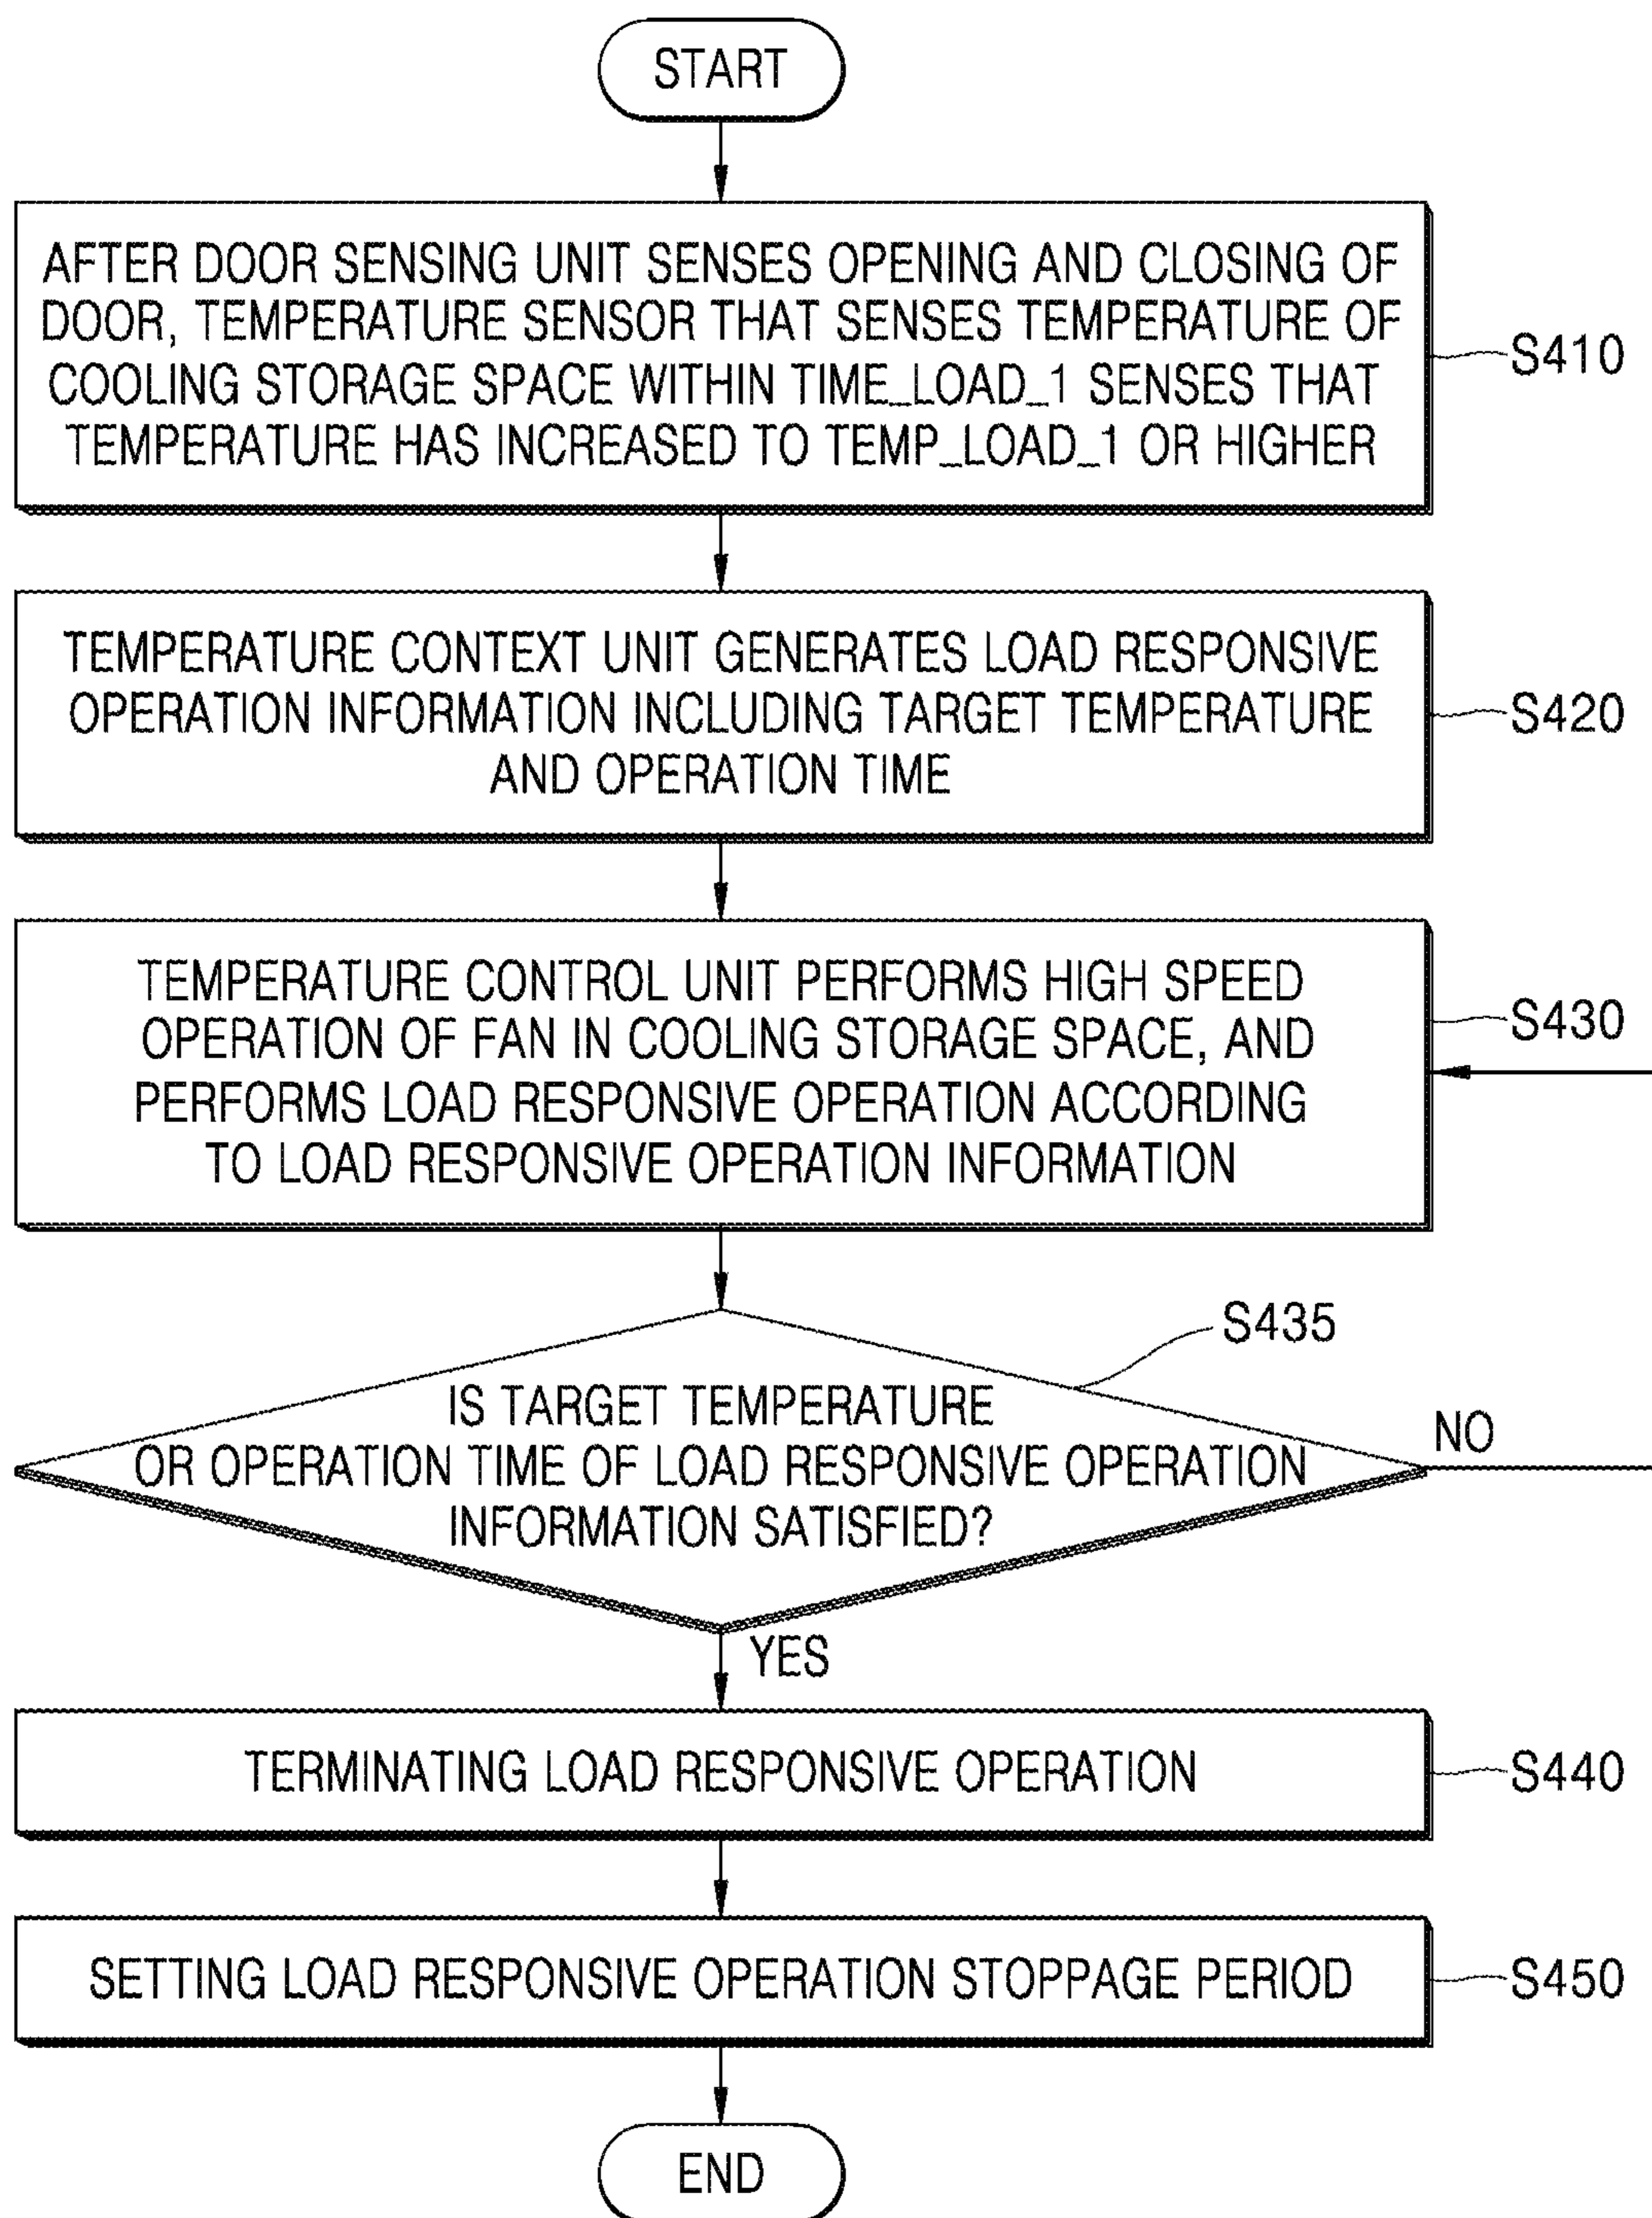 START
AFTER DOOR SENSING UNIT SENSES OPENING AND CLOSING OF
DOOR, TEMPERATURE SENSOR THAT SENSES TEMPERATURE OF
COOLING STORAGE SPACE WITHIN TIME_LOAD_1 SENSES THAT
TEMPERATURE HAS INCREASED TO TEMP_LOAD_1 OR HIGHER
S410
TEMPERATURE CONTEXT UNIT GENERATES LOAD RESPONSIVE
OPERATION INFORMATION INCLUDING TARGET TEMPERATURE
AND OPERATION TIME
S420
TEMPERATURE CONTROL UNIT PERFORMS HIGH SPEED
OPERATION OF FAN IN COOLING STORAGE SPACE, AND
PERFORMS LOAD RESPONSIVE OPERATION ACCORDING
TO LOAD RESPONSIVE OPERATION INFORMATION
S430
S435
IS TARGET TEMPERATURE
OR OPERATION TIME OF LOAD RESPONSIVE OPERATION
INFORMATION SATISFIED?
NO
YES
TERMINATING LOAD RESPONSIVE OPERATION
S440
SETTING LOAD RESPONSIVE OPERATION STOPPAGE PERIOD
S450
END